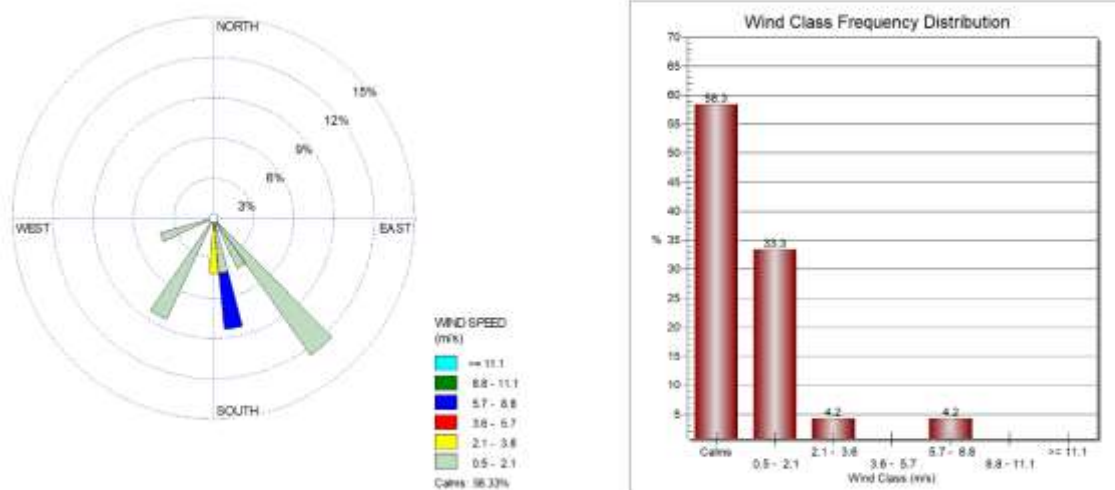 NORTH
15%
12%
9%
6%
3%
WEST
EAST
SOUTH
WIND SPEED
(m/s)
>= 11.1
8.8 - 11.1
5.7 - 8.8
3.6 - 5.7
2.1 - 3.6
0.5 - 2.1
Calms: 58.33%
Wind Class Frequency Distribution
70
65
60
55
50
45
40
35
30
25
20
15
10
5
%
58.3
33.3
4.2
4.2
Calms
0.5 - 2.1
2.1 - 3.6
3.6 - 5.7
5.7 - 8.8
8.8 - 11.1
>= 11.1
Wind Class (m/s)